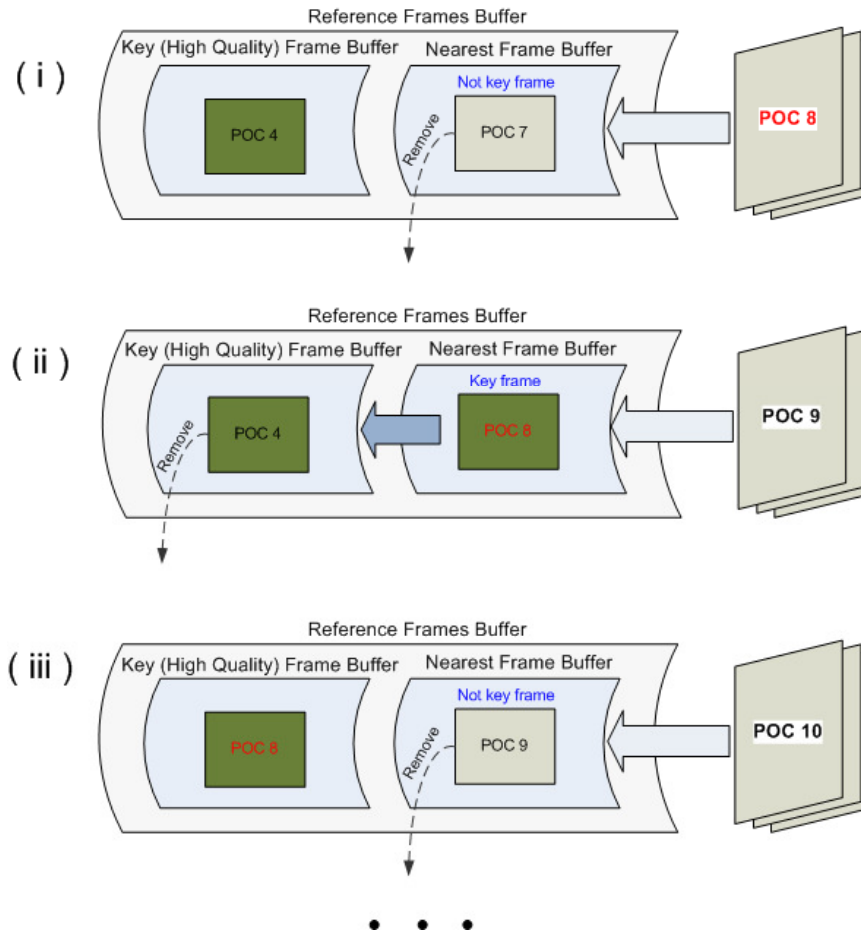 Reference Frames Buffer
Key (High Quality) Frame Buffer
Nearest Frame Buffer
( i )
Not key frame
POC 4
Remove
POC 7
POC 8
Reference Frames Buffer
Key (High Quality) Frame Buffer
Nearest Frame Buffer
( ii )
Key frame
Remove
POC 4
POC 8
POC 9
Reference Frames Buffer
Key (High Quality) Frame Buffer
Nearest Frame Buffer
( iii )
Not key frame
POC 8
Remove
POC 9
POC 10
• • •